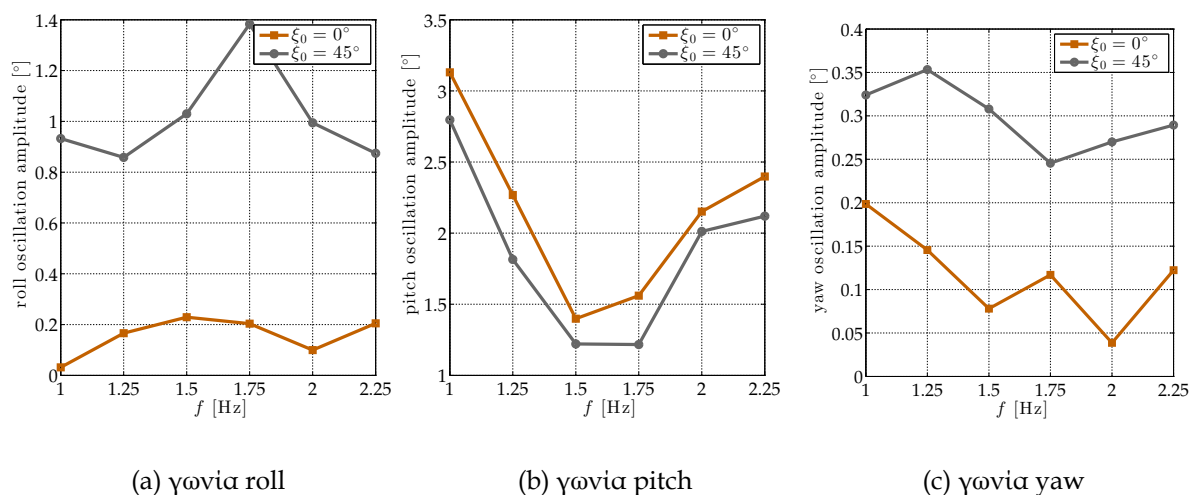 roll oscillation amplitude [°]
1.4
1.2
1
0.8
0.6
0.4
0.2
0
1
1.25
1.5
1.75
2
2.25
f [Hz]
ξ₀ = 0°
ξ₀ = 45°
(a) γωνία roll
pitch oscillation amplitude [°]
3.5
3
2.5
2
1.5
1
1
1.25
1.5
1.75
2
2.25
f [Hz]
ξ₀ = 0°
ξ₀ = 45°
(b) γωνία pitch
yaw oscillation amplitude [°]
0.4
0.35
0.3
0.25
0.2
0.15
0.1
0.05
0
1
1.25
1.5
1.75
2
2.25
f [Hz]
ξ₀ = 0°
ξ₀ = 45°
(c) γωνία yaw